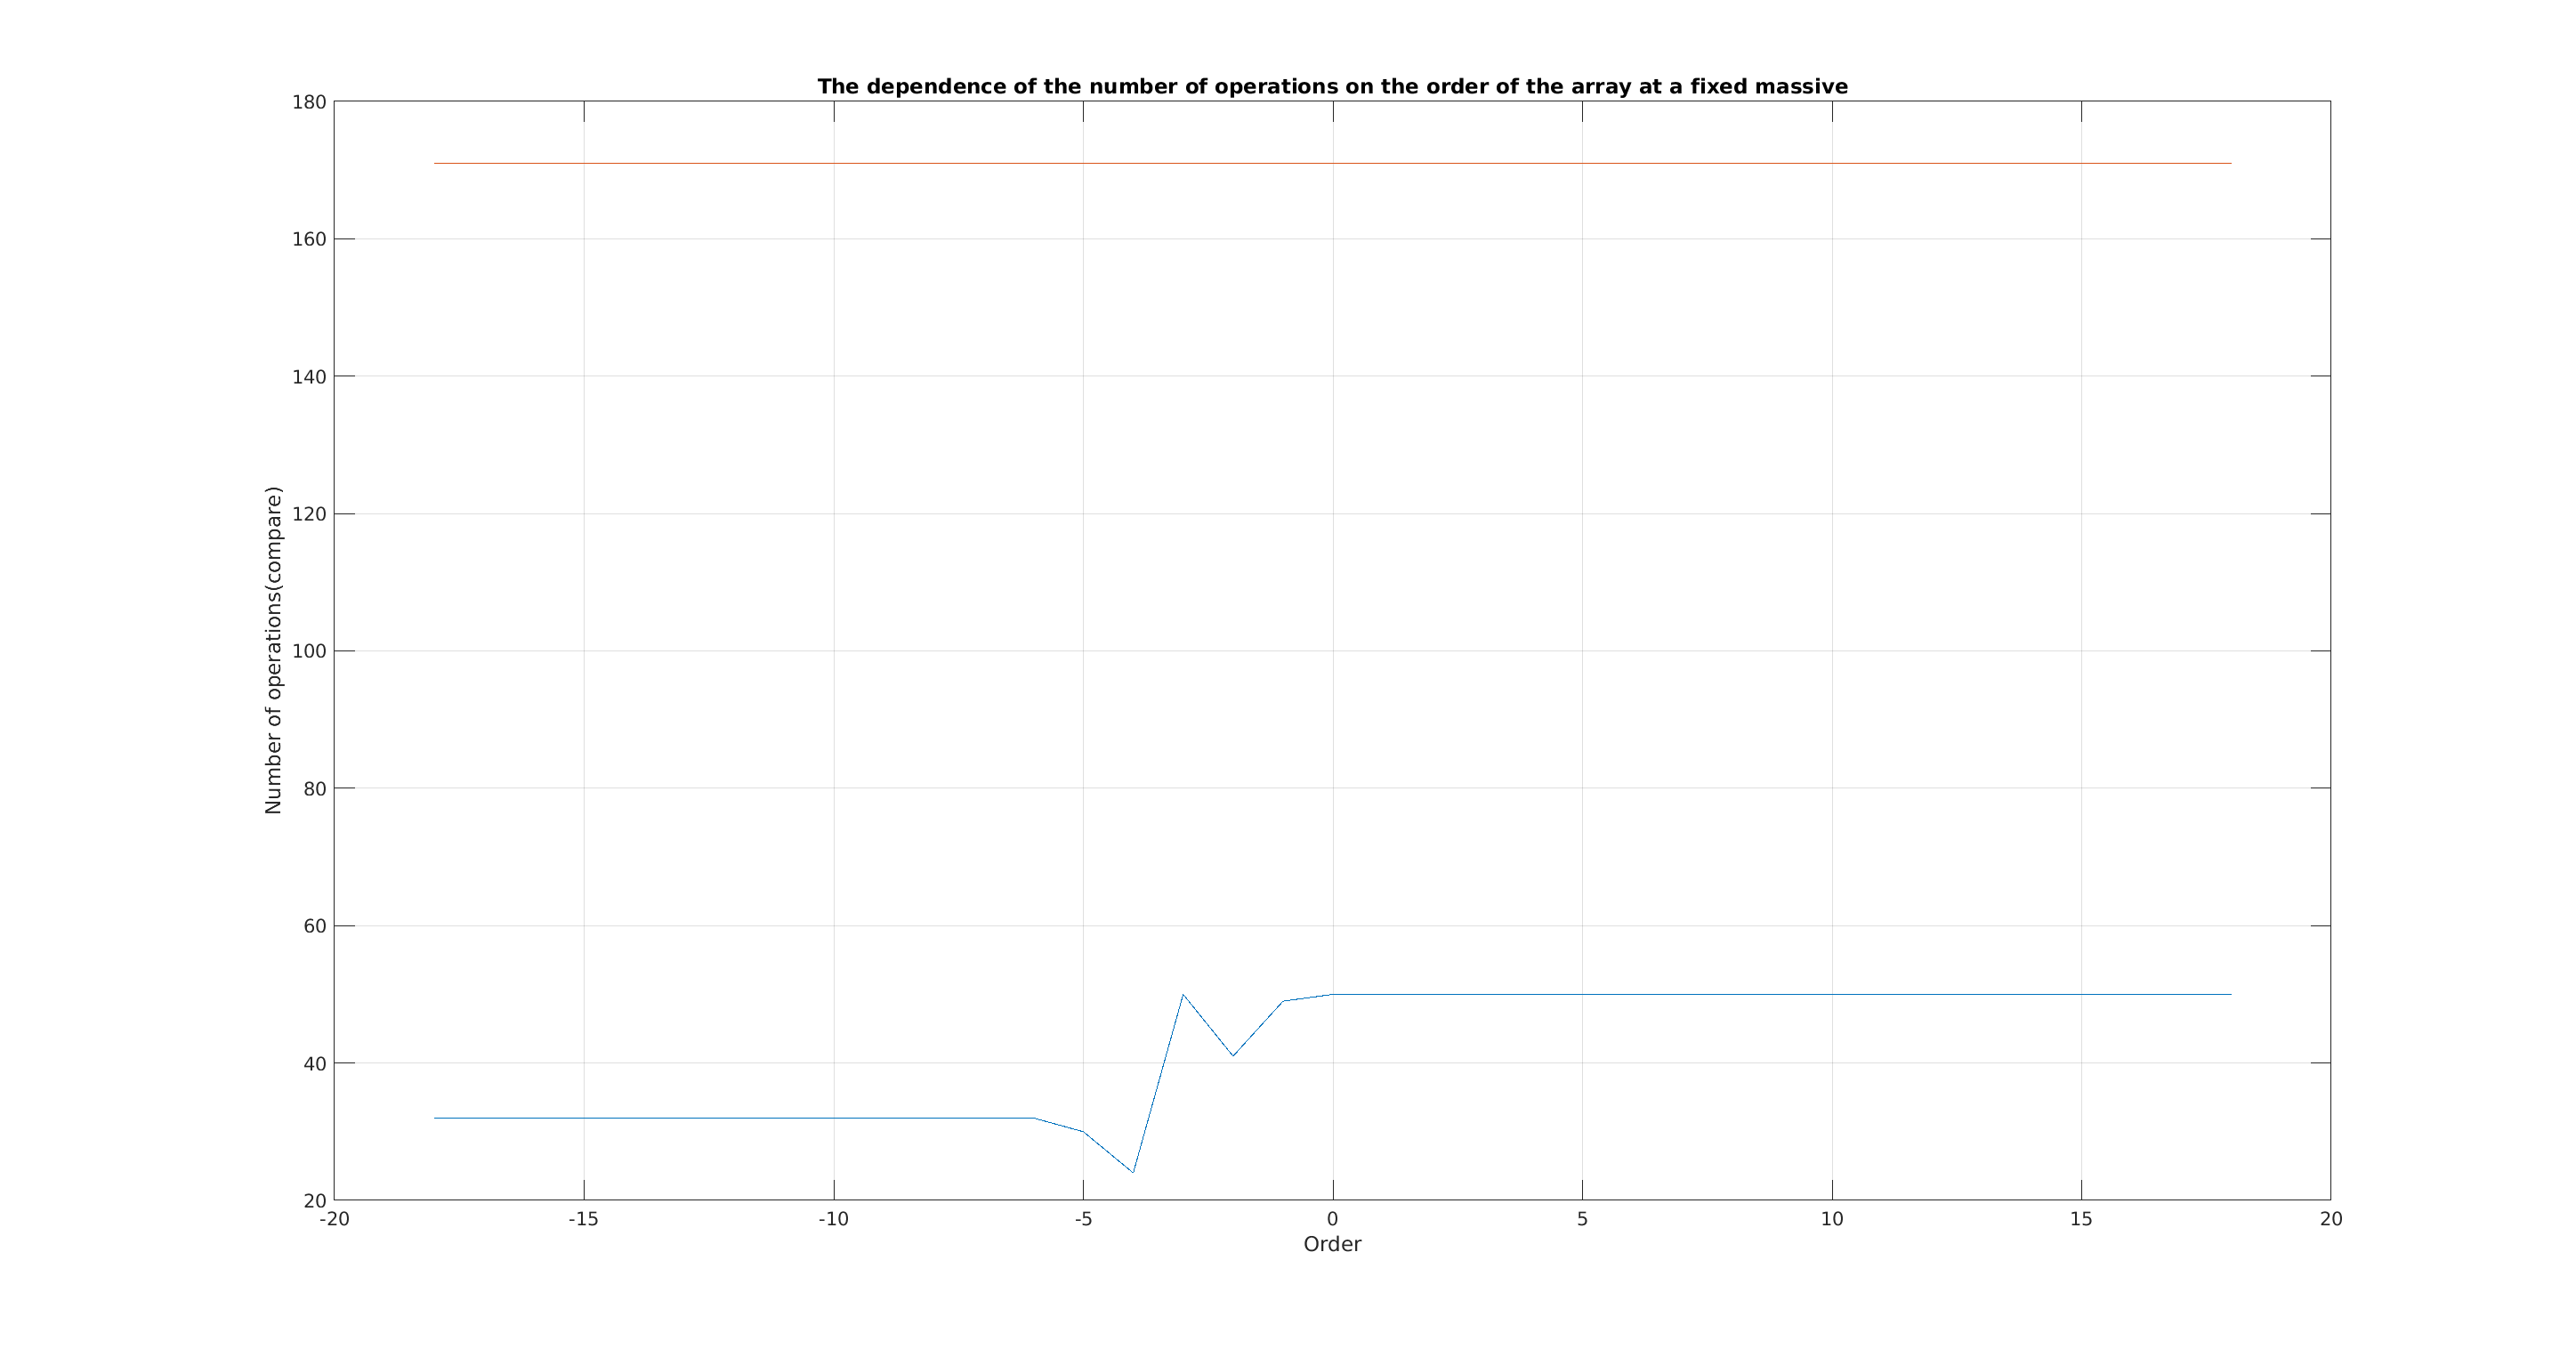 The dependence of the number of operations on the order of the array at a fixed massive
180
160
140
120
100
80
60
40
20
Number of operations(compare)
-20 -15 -10 -5 0 5 10 15 20
Order